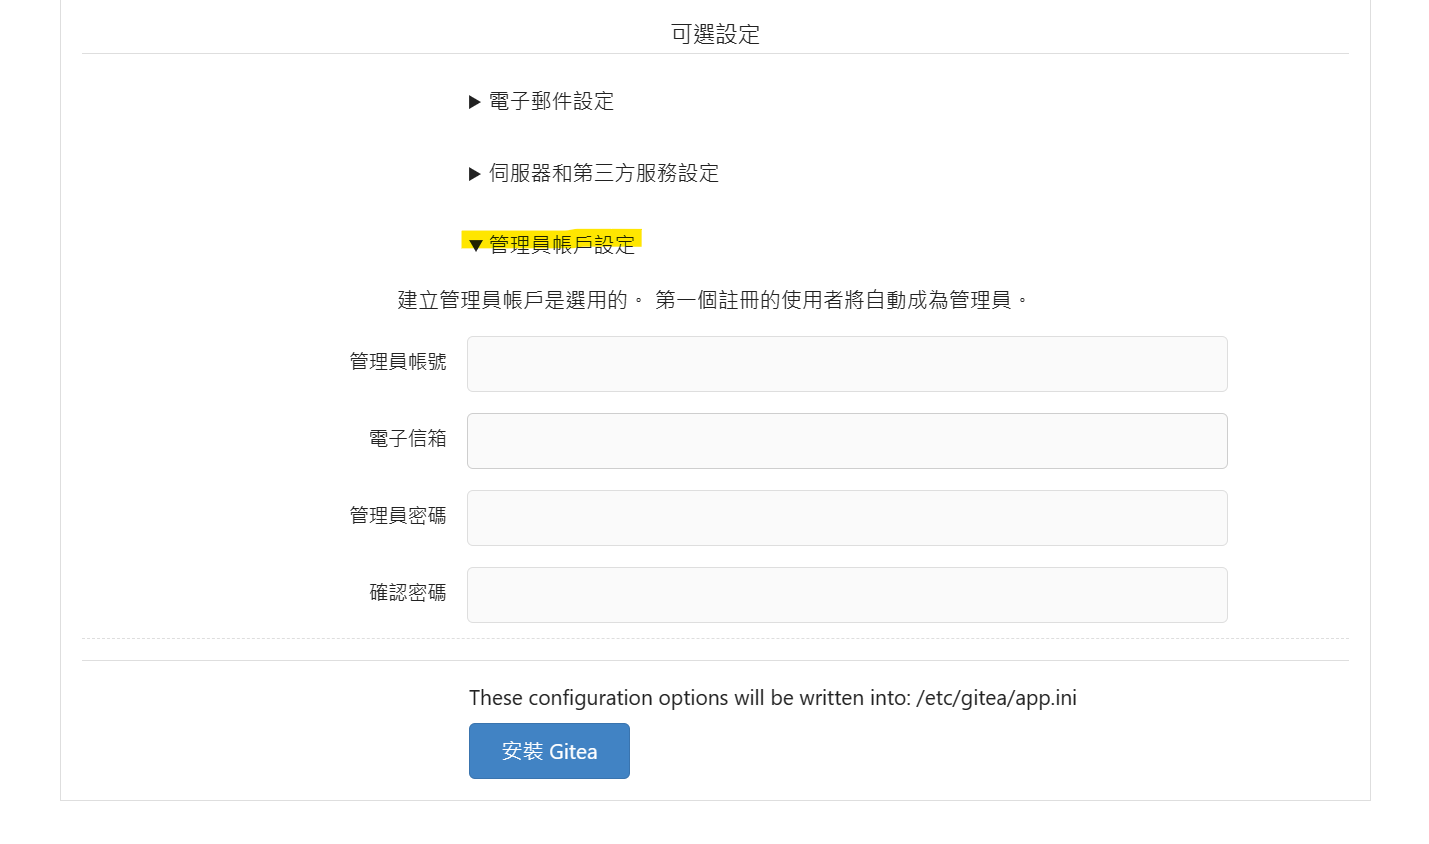 可選設定
▶ 電子郵件設定
▶ 伺服器和第三方服務設定
▼ 管理員帳戶設定
建立管理員帳戶是選用的。 第一個註冊的使用者將自動成為管理員。
管理員帳號
電子信箱
管理員密碼
確認密碼
These configuration options will be written into: /etc/gitea/app.ini
安裝 Gitea